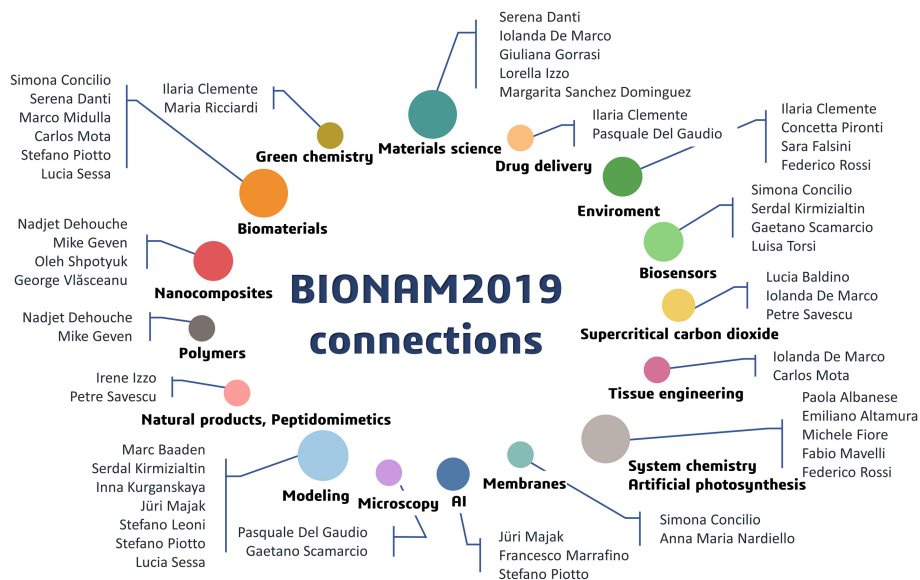 Serena Danti
Iolanda De Marco
Giuliana Gorrasi
Lorella Izzo
Margarita Sanchez Dominguez
Materials science
Ilaria Clemente
Maria Ricciardi
Green chemistry
Ilaria Clemente
Pasquale Del Gaudio
Drug delivery
Simona Concilio
Serena Danti
Marco Midulla
Carlos Mota
Stefano Piotto
Lucia Sessa
Biomaterials
Ilaria Clemente
Concetta Pironti
Sara Falsini
Federico Rossi
Enviroment
Simona Concilio
Serdal Kirmizialtin
Gaetano Scamarcio
Luisa Torsi
Biosensors
Nadjet Dehouche
Mike Geven
Oleh Shpotyuk
George Vlăsceanu
Nanocomposites
BIONAM2019
connections
Lucia Baldino
Iolanda De Marco
Petre Savescu
Supercritical carbon dioxide
Nadjet Dehouche
Mike Geven
Polymers
Iolanda De Marco
Carlos Mota
Tissue engineering
Irene Izzo
Petre Savescu
Natural products, Peptidomimetics
Paola Albanese
Emiliano Altamura
Michele Fiore
Fabio Mavelli
Federico Rossi
System chemistry
Artificial photosynthesis
Marc Baaden
Serdal Kirmizialtin
Inna Kurganskaya
Jüri Majak
Stefano Leoni
Stefano Piotto
Lucia Sessa
Modeling
Microscopy
Pasquale Del Gaudio
Gaetano Scamarcio
AI
Jüri Majak
Francesco Marrafino
Stefano Piotto
Membranes
Simona Concilio
Anna Maria Nardiello